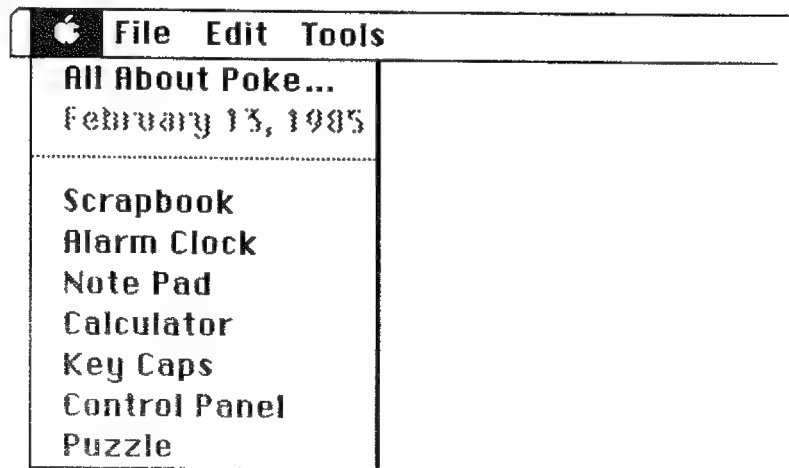 File Edit Tools
All About Poke...
February 13, 1985
Scrapbook
Alarm Clock
Note Pad
Calculator
Key Caps
Control Panel
Puzzle